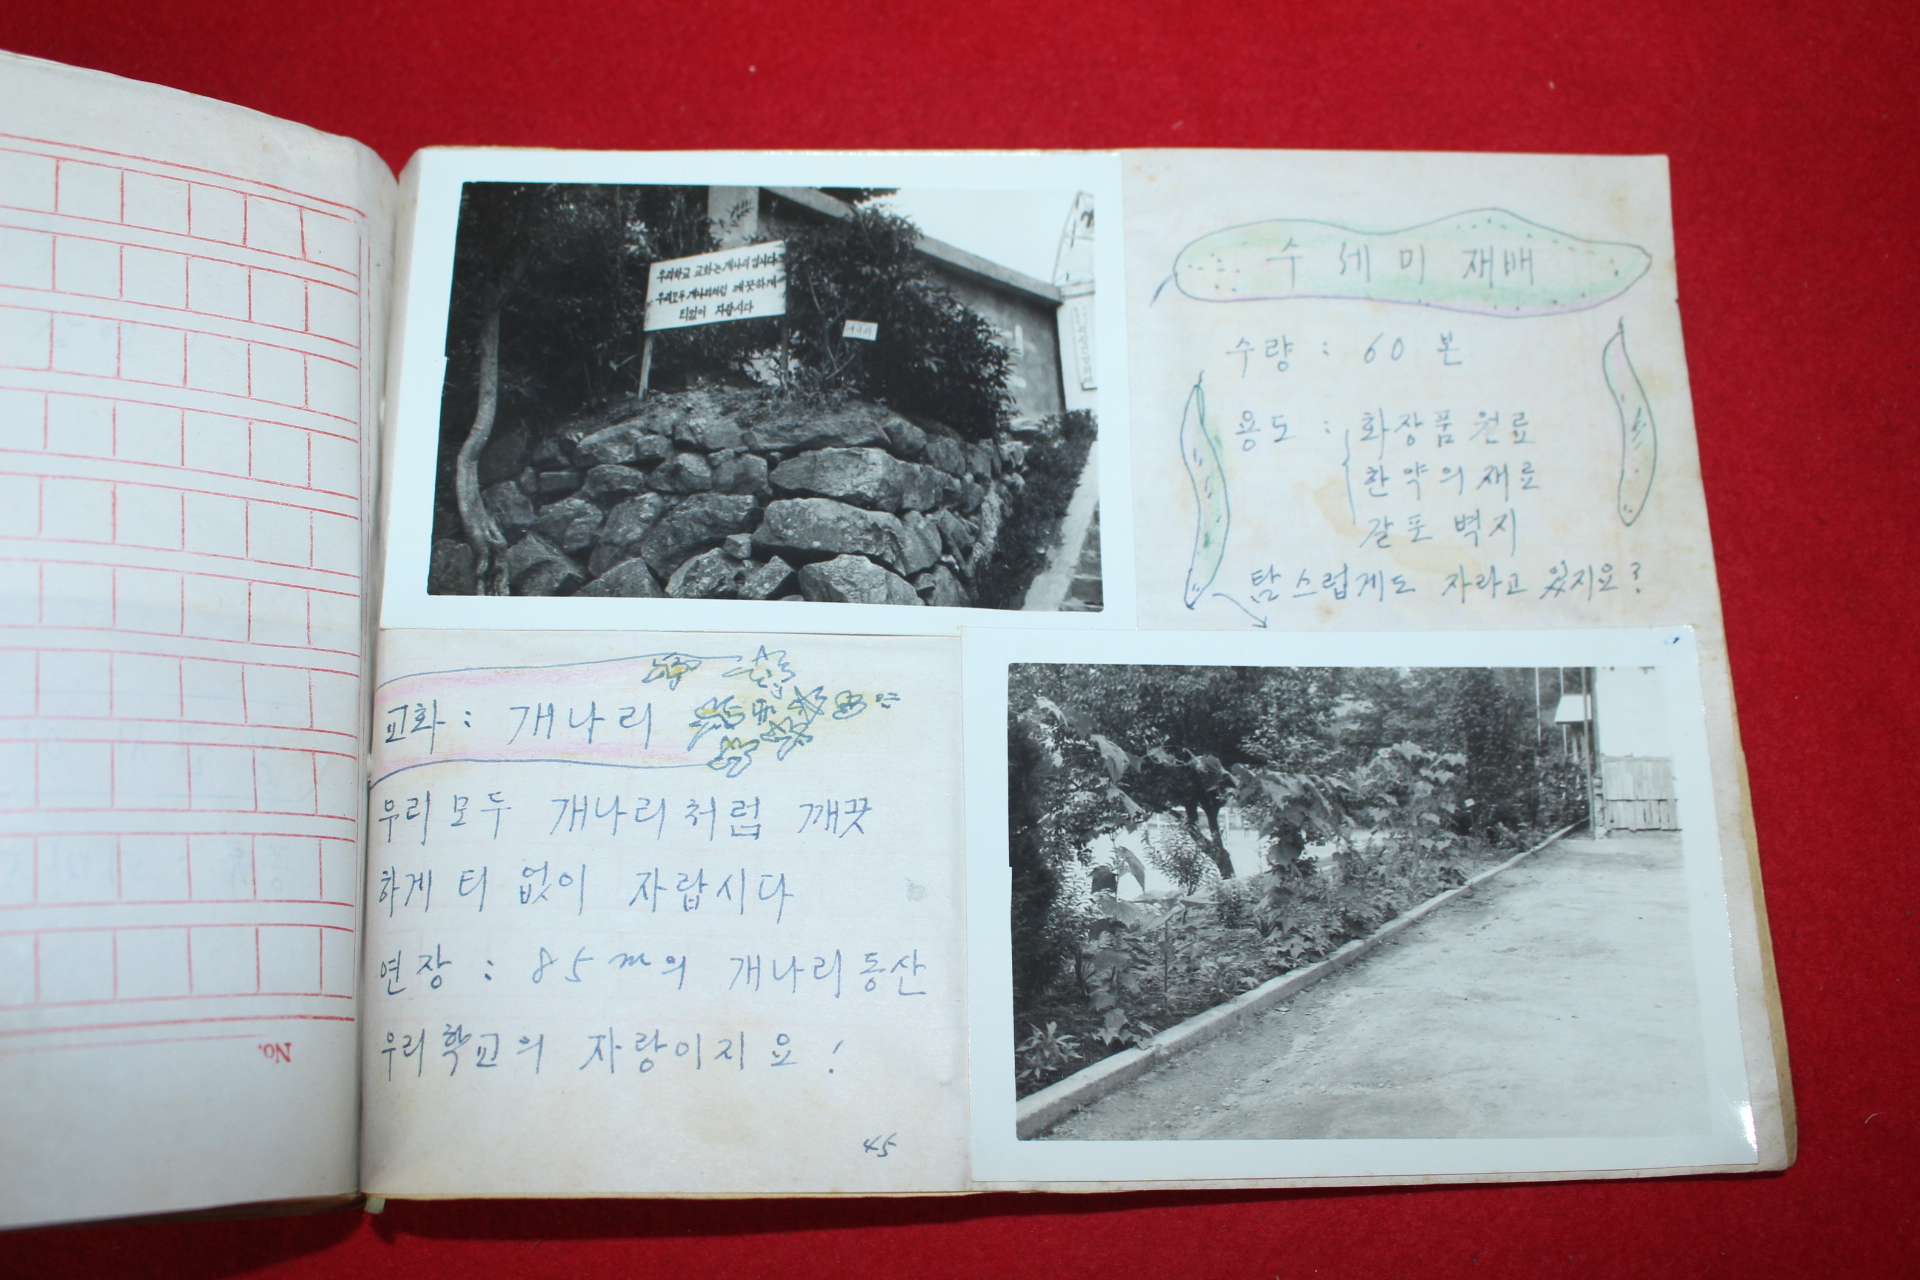 우리학교 교화는 개나리 입니다
우리모두 개나리처럼 깨끗하게
티없이 자랍시다
개나리
수세미 재배
수량 : 60 본
용도 : 화장품 원료
한약의 재료
갈포 벽지
탐스럽게도 자라고 있지요?
교화 : 개나리
우리 모두 개나리처럼 깨끗
하게 티 없이 자랍시다
연장 : 85m의 개나리 동산
우리학교의 자랑이지요!
45
No.